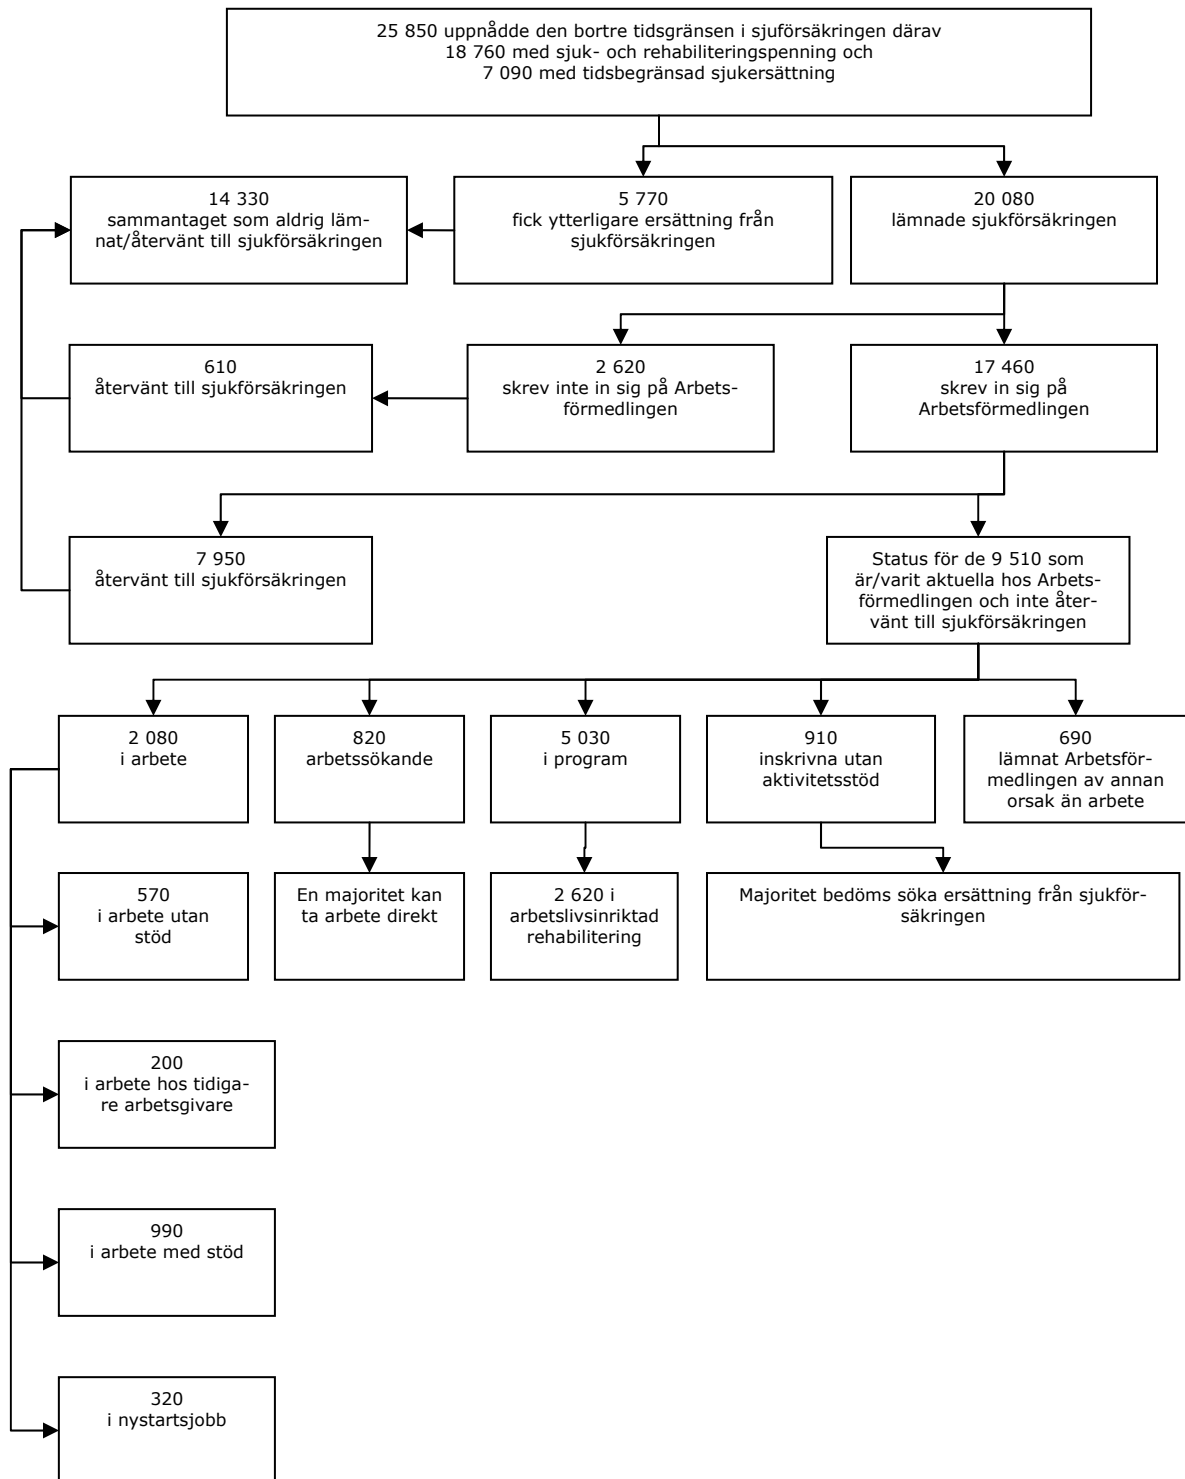 25 850 uppnådde den bortre tidsgränsen i sjuförsäkringen därav
18 760 med sjuk- och rehabiliteringspenning och
7 090 med tidsbegränsad sjukersättning
14 330
sammantaget som aldrig läm-
nat/återvänt till sjukförsäkringen
5 770
fick ytterligare ersättning från
sjukförsäkringen
20 080
lämnade sjukförsäkringen
610
återvänt till sjukförsäkringen
2 620
skrev inte in sig på Arbets-
förmedlingen
17 460
skrev in sig på
Arbetsförmedlingen
7 950
återvänt till sjukförsäkringen
Status för de 9 510 som
är/varit aktuella hos Arbets-
förmedlingen och inte åter-
vänt till sjukförsäkringen
2 080
i arbete
820
arbetssökande
5 030
i program
910
inskrivna utan
aktivitetsstöd
690
lämnat Arbetsför-
medlingen av annan
orsak än arbete
570
i arbete utan
stöd
En majoritet kan
ta arbete direkt
2 620 i
arbetslivsinriktad
rehabilitering
Majoritet bedöms söka ersättning från sjukför-
säkringen
200
i arbete hos tidiga-
re arbetsgivare
990
i arbete med stöd
320
i nystartsjobb